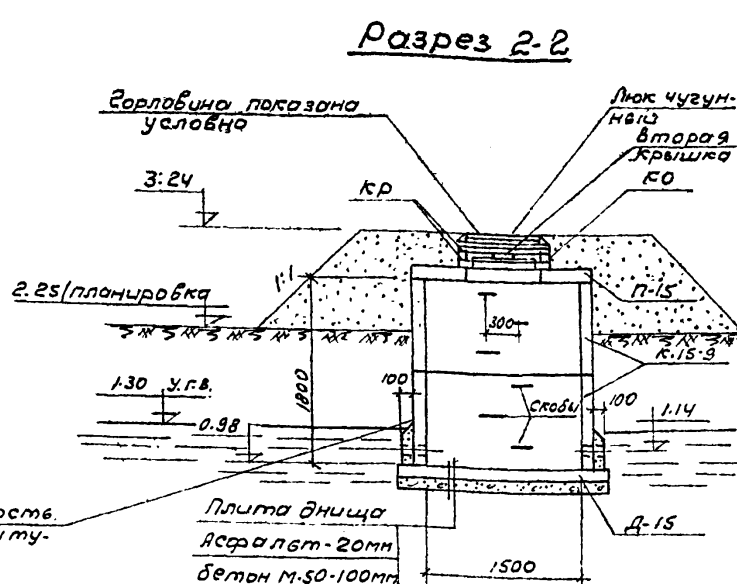 Разрез 2-2
Горловина показана
условна
Люк чугун-
ный
Вторая
крышка
КО
КР
3.24
1:1
П-15
2.25/планировка
300
К.15-9
1.30 у.г.в.
1800
100
Скобы
100
1.14
0.98
Плита днища
Д-15
Асфальт-20мм
бетон М.50-100мм
1500